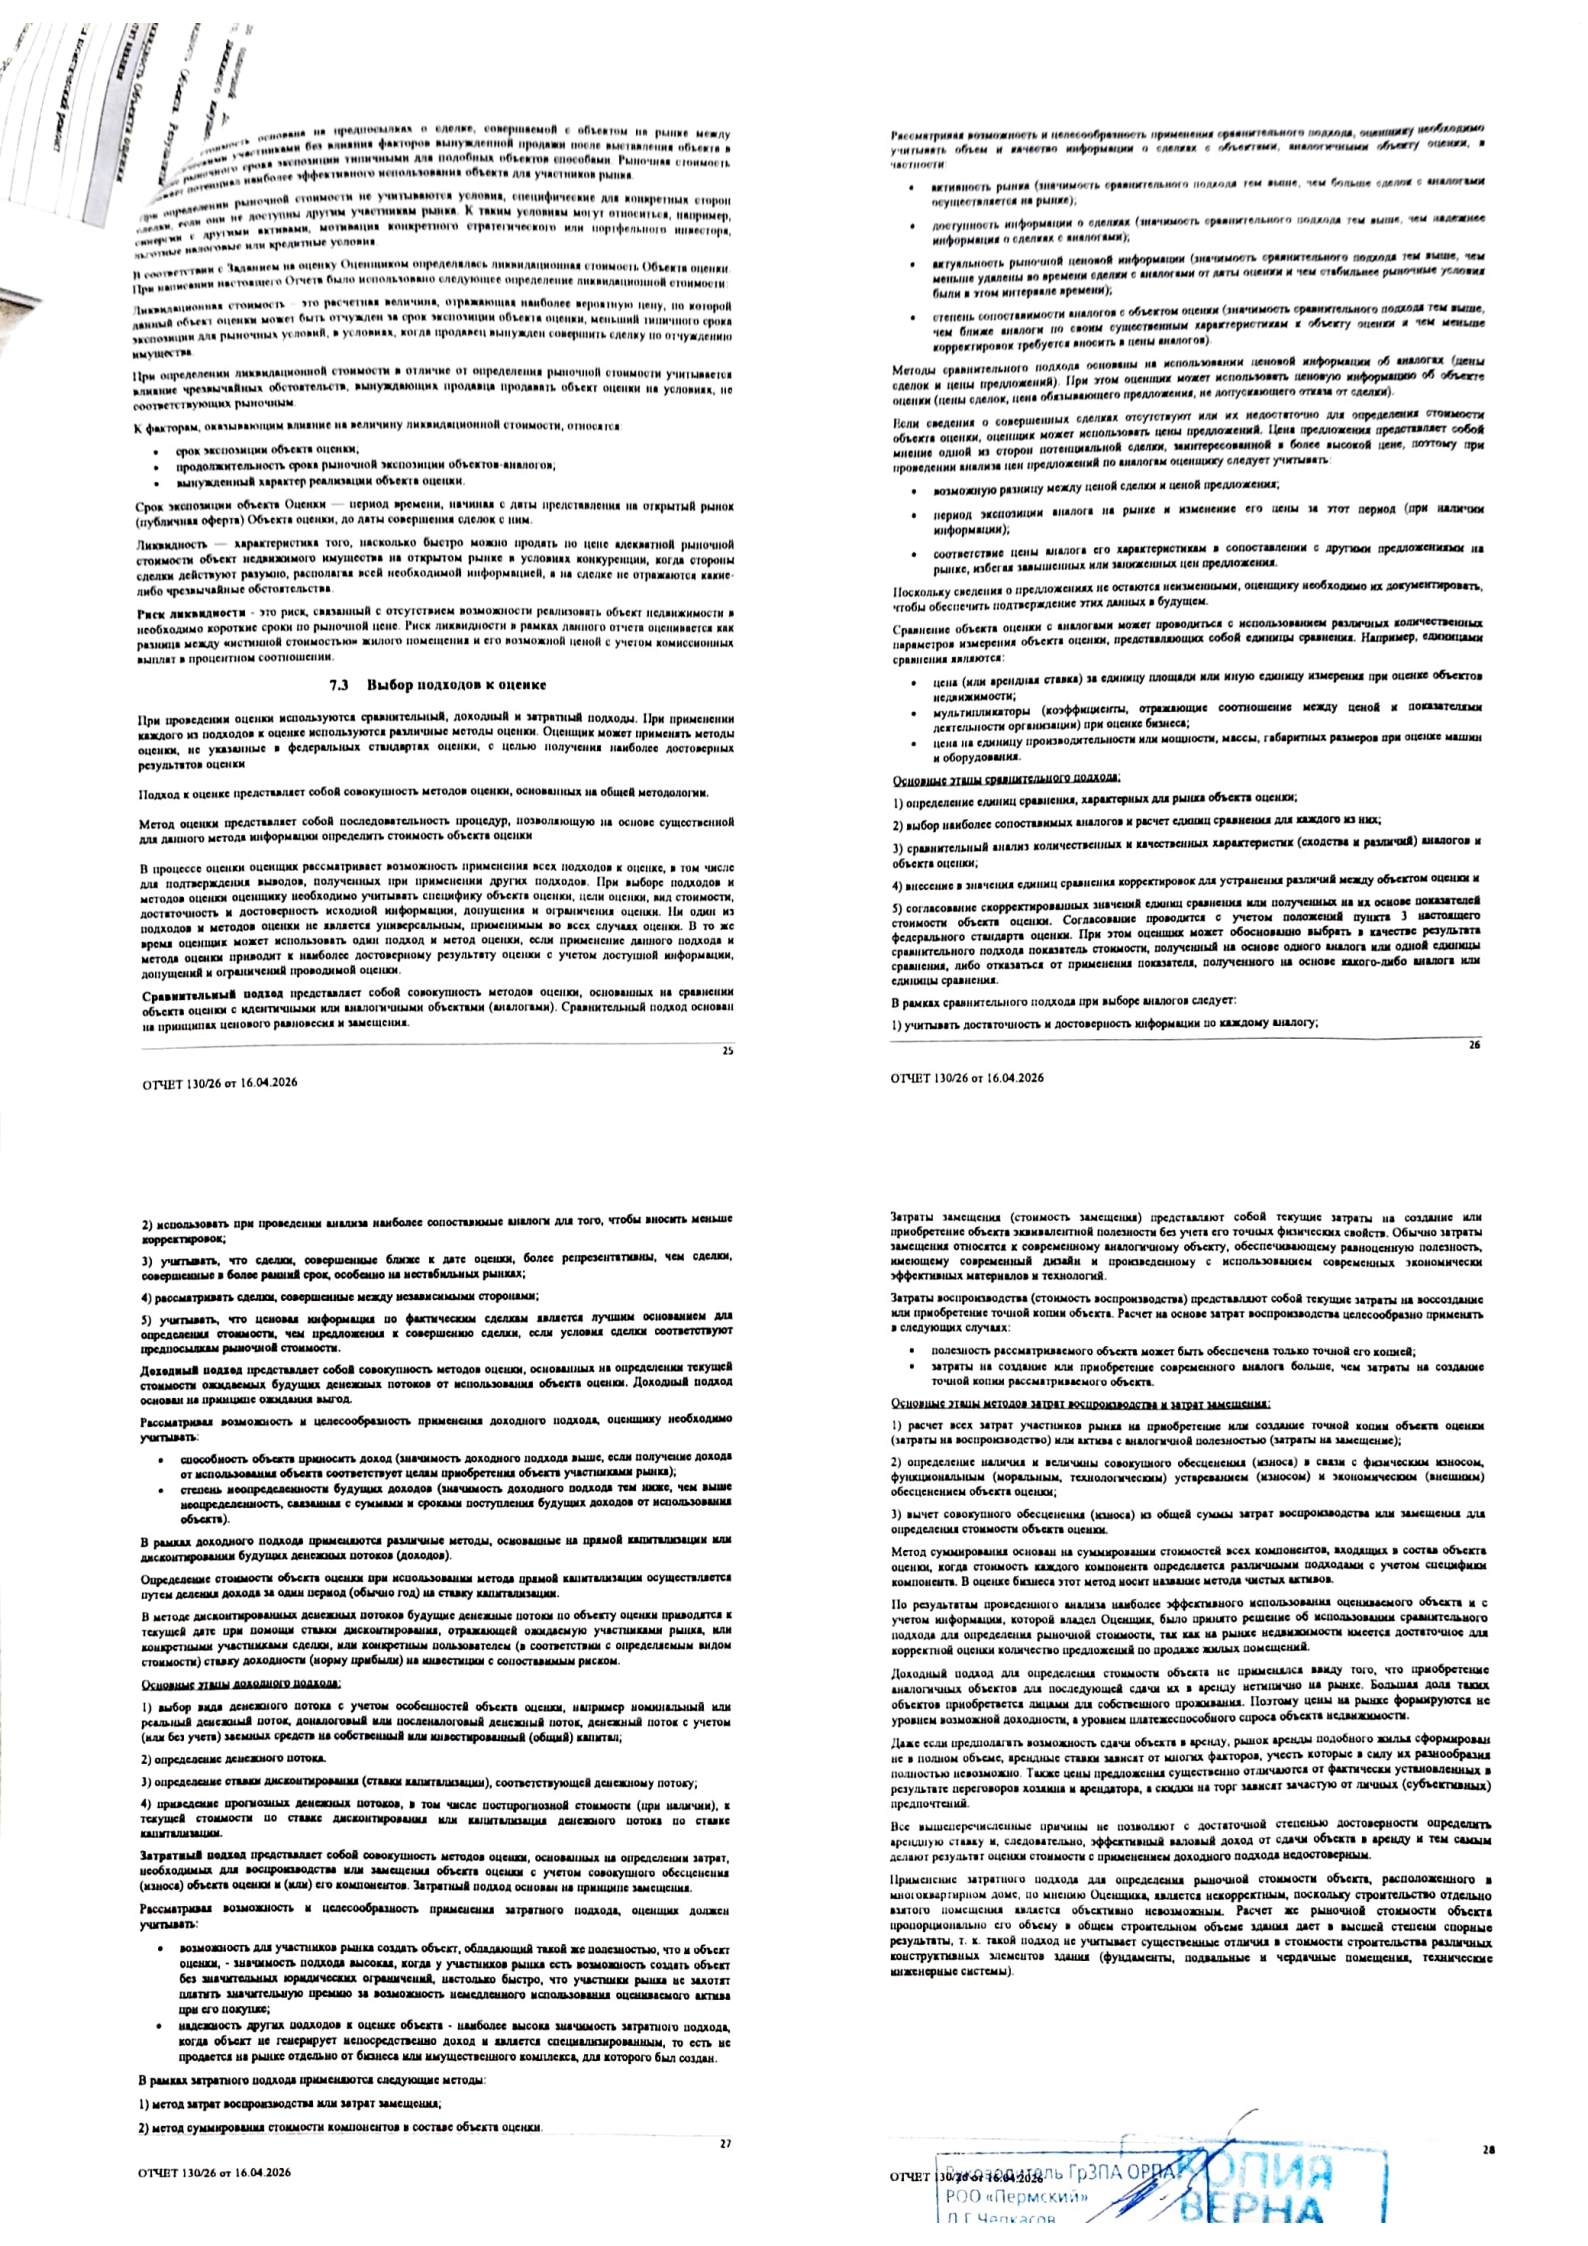 стоимость основана на предпосылках о сделке, совершаемой с объектом на рынке между
участниками без влияния факторов вынужденной продажи после выставления объекта в
рыночного срока экспозиции типичными для подобных объектов способами. Рыночная стоимость
потенциал наиболее эффективного использования объекта для участников рынка.
При определении рыночной стоимости не учитываются условия, специфические для конкретных сторон
сделки, если они не доступны другим участникам рынка. К таким условиям могут относиться, например,
синергии с другими активами, мотивация конкретного стратегического или портфельного инвестора,
льготные налоговые или кредитные условия.
В соответствии с Заданием на оценку Оценщиком определялась ликвидационная стоимость Объекта оценки.
При написании настоящего Отчета было использовано следующее определение ликвидационной стоимости:
Ликвидационная стоимость – это расчетная величина, отражающая наиболее вероятную цену, по которой
данный объект оценки может быть отчужден за срок экспозиции объекта оценки, меньший типичного срока
экспозиции для рыночных условий, в условиях, когда продавец вынужден совершить сделку по отчуждению
имущества.
При определении ликвидационной стоимости в отличие от определения рыночной стоимости учитывается
влияние чрезвычайных обстоятельств, вынуждающих продавца продавать объект оценки на условиях, не
соответствующих рыночным.
К факторам, оказывающим влияние на величину ликвидационной стоимости, относятся:
• срок экспозиции объекта оценки;
• продолжительность срока рыночной экспозиции объектов-аналогов;
• вынужденный характер реализации объекта оценки.
Срок экспозиции объекта Оценки — период времени, начиная с даты представления на открытый рынок
(публичная оферта) Объекта оценки, до даты совершения сделок с ним.
Ликвидность — характеристика того, насколько быстро можно продать по цене адекватной рыночной
стоимости объект недвижимого имущества на открытом рынке в условиях конкуренции, когда стороны
сделки действуют разумно, располагая всей необходимой информацией, а на сделке не отражаются какие-
либо чрезвычайные обстоятельства.
Риск ликвидности - это риск, связанный с отсутствием возможности реализовать объект недвижимости в
необходимо короткие сроки по рыночной цене. Риск ликвидности в рамках данного отчета оценивается как
разница между «истинной стоимостью» жилого помещения и его возможной ценой с учетом комиссионных
выплат в процентном соотношении.
7.3 Выбор подходов к оценке
При проведении оценки используются сравнительный, доходный и затратный подходы. При применении
каждого из подходов к оценке используются различные методы оценки. Оценщик может применять методы
оценки, не указанные в федеральных стандартах оценки, с целью получения наиболее достоверных
результатов оценки
Подход к оценке представляет собой совокупность методов оценки, основанных на общей методологии.
Метод оценки представляет собой последовательность процедур, позволяющую на основе существенной
для данного метода информации определить стоимость объекта оценки
В процессе оценки оценщик рассматривает возможность применения всех подходов к оценке, в том числе
для подтверждения выводов, полученных при применении других подходов. При выборе подходов и
методов оценки оценщику необходимо учитывать специфику объекта оценки, цели оценки, вид стоимости,
достаточность и достоверность исходной информации, допущения и ограничения оценки. Ни один из
подходов и методов оценки не является универсальным, применимым во всех случаях оценки. В то же
время оценщик может использовать один подход и метод оценки, если применение данного подхода и
метода оценки приводит к наиболее достоверному результату оценки с учетом доступной информации,
допущений и ограничений проводимой оценки.
Сравнительный подход представляет собой совокупность методов оценки, основанных на сравнении
объекта оценки с идентичными или аналогичными объектами (аналогами). Сравнительный подход основан
на принципах ценового равновесия и замещения.
25
ОТЧЕТ 130/26 от 16.04.2026
Рассматривая возможность и целесообразность применения сравнительного подхода, оценщику необходимо
учитывать объем и качество информации о сделках с объектами, аналогичными объекту оценки, в
частности:
• активность рынка (значимость сравнительного подхода тем выше, чем больше сделок с аналогами
осуществляется на рынке);
• доступность информации о сделках (значимость сравнительного подхода тем выше, чем надежнее
информация о сделках с аналогами);
• актуальность рыночной ценовой информации (значимость сравнительного подхода тем выше, чем
меньше удалены во времени сделки с аналогами от даты оценки и чем стабильнее рыночные условия
были в этом интервале времени);
• степень сопоставимости аналогов с объектом оценки (значимость сравнительного подхода тем выше,
чем ближе аналоги по своим существенным характеристикам к объекту оценки и чем меньше
корректировок требуется вносить в цены аналогов).
Методы сравнительного подхода основаны на использовании ценовой информации об аналогах (цены
сделок и цены предложений). При этом оценщик может использовать ценовую информацию об объекте
оценки (цены сделок, цена обязывающего предложения, не допускающего отказа от сделки).
Если сведения о совершенных сделках отсутствуют или их недостаточно для определения стоимости
объекта оценки, оценщик может использовать цены предложений. Цена предложения представляет собой
мнение одной из сторон потенциальной сделки, заинтересованной в более высокой цене, поэтому при
проведении анализа цен предложений по аналогам оценщику следует учитывать:
• возможную разницу между ценой сделки и ценой предложения;
• период экспозиции аналога на рынке и изменение его цены за этот период (при наличии
информации);
• соответствие цены аналога его характеристикам в сопоставлении с другими предложениями на
рынке, избегая завышенных или заниженных цен предложения.
Поскольку сведения о предложениях не остаются неизменными, оценщику необходимо их документировать,
чтобы обеспечить подтверждение этих данных в будущем.
Сравнение объекта оценки с аналогами может проводиться с использованием различных количественных
параметров измерения объекта оценки, представляющих собой единицы сравнения. Например, единицами
сравнения являются:
• цена (или арендная ставка) за единицу площади или иную единицу измерения при оценке объектов
недвижимости;
• мультипликаторы (коэффициенты, отражающие соотношение между ценой и показателями
деятельности организации) при оценке бизнеса;
• цена на единицу производительности или мощности, массы, габаритных размеров при оценке машин
и оборудования.
Основные этапы сравнительного подхода:
1) определение единиц сравнения, характерных для рынка объекта оценки;
2) выбор наиболее сопоставимых аналогов и расчет единиц сравнения для каждого из них;
3) сравнительный анализ количественных и качественных характеристик (сходства и различий) аналогов и
объекта оценки;
4) внесение в значения единиц сравнения корректировок для устранения различий между объектом оценки и
5) согласование скорректированных значений единиц сравнения или полученных на их основе показателей
стоимости объекта оценки. Согласование проводится с учетом положений пункта 3 настоящего
федерального стандарта оценки. При этом оценщик может обоснованно выбрать в качестве результата
сравнительного подхода показатель стоимости, полученный на основе одного аналога или одной единицы
сравнения, либо отказаться от применения показателя, полученного на основе какого-либо аналога или
единицы сравнения.
В рамках сравнительного подхода при выборе аналогов следует:
1) учитывать достаточность и достоверность информации по каждому аналогу;
26
ОТЧЕТ 130/26 от 16.04.2026
2) использовать при проведении анализа наиболее сопоставимые аналоги для того, чтобы вносить меньше
корректировок;
3) учитывать, что сделки, совершенные ближе к дате оценки, более репрезентативны, чем сделки,
совершенные в более ранний срок, особенно на нестабильных рынках;
4) рассматривать сделки, совершенные между независимыми сторонами;
5) учитывать, что ценовая информация по фактическим сделкам является лучшим основанием для
определения стоимости, чем предложения к совершению сделки, если условия сделки соответствуют
предпосылкам рыночной стоимости.
Доходный подход представляет собой совокупность методов оценки, основанных на определении текущей
стоимости ожидаемых будущих денежных потоков от использования объекта оценки. Доходный подход
основан на принципе ожидания выгод.
Рассматривая возможность и целесообразность применения доходного подхода, оценщику необходимо
учитывать:
• способность объекта приносить доход (значимость доходного подхода выше, если получение дохода
от использования объекта соответствует целям приобретения объекта участниками рынка);
• степень неопределенности будущих доходов (значимость доходного подхода тем ниже, чем выше
неопределенность, связанная с суммами и сроками поступления будущих доходов от использования
объекта).
В рамках доходного подхода применяются различные методы, основанные на прямой капитализации или
дисконтировании будущих денежных потоков (доходов).
Определение стоимости объекта оценки при использовании метода прямой капитализации осуществляется
путем деления дохода за один период (обычно год) на ставку капитализации.
В методе дисконтированных денежных потоков будущие денежные потоки по объекту оценки приводятся к
текущей дате при помощи ставки дисконтирования, отражающей ожидаемую участниками рынка, или
конкретными участниками сделки, или конкретным пользователем (в соответствии с определяемым видом
стоимости) ставку доходности (норму прибыли) на инвестиции с сопоставимым риском.
Основные этапы доходного подхода:
1) выбор вида денежного потока с учетом особенностей объекта оценки, например номинальный или
реальный денежный поток, доналоговый или посленалоговый денежный поток, денежный поток с учетом
(или без учета) заемных средств на собственный или инвестированный (общий) капитал;
2) определение денежного потока.
3) определение ставки дисконтирования (ставки капитализации), соответствующей денежному потоку;
4) приведение прогнозных денежных потоков, в том числе постпрогнозной стоимости (при наличии), к
текущей стоимости по ставке дисконтирования или капитализация денежного потока по ставке
капитализации.
Затратный подход представляет собой совокупность методов оценки, основанных на определении затрат,
необходимых для воспроизводства или замещения объекта оценки с учетом совокупного обесценения
(износа) объекта оценки и (или) его компонентов. Затратный подход основан на принципе замещения.
Рассматривая возможность и целесообразность применения затратного подхода, оценщик должен
учитывать:
• возможность для участников рынка создать объект, обладающий такой же полезностью, что и объект
оценки, - значимость подхода высокая, когда у участников рынка есть возможность создать объект
без значительных юридических ограничений, настолько быстро, что участники рынка не захотят
платить значительную премию за возможность немедленного использования оцениваемого актива
при его покупке;
• надежность других подходов к оценке объекта - наиболее высока значимость затратного подхода,
когда объект не генерирует непосредственно доход и является специализированным, то есть не
продается на рынке отдельно от бизнеса или имущественного комплекса, для которого был создан.
В рамках затратного подхода применяются следующие методы:
1) метод затрат воспроизводства или затрат замещения;
2) метод суммирования стоимости компонентов в составе объекта оценки.
27
ОТЧЕТ 130/26 от 16.04.2026
Затраты замещения (стоимость замещения) представляют собой текущие затраты на создание или
приобретение объекта эквивалентной полезности без учета его точных физических свойств. Обычно затраты
замещения относятся к современному аналогичному объекту, обеспечивающему равноценную полезность,
имеющему современный дизайн и произведенному с использованием современных экономически
эффективных материалов и технологий.
Затраты воспроизводства (стоимость воспроизводства) представляют собой текущие затраты на воссоздание
или приобретение точной копии объекта. Расчет на основе затрат воспроизводства целесообразно применять
в следующих случаях:
• полезность рассматриваемого объекта может быть обеспечена только точной его копией;
• затраты на создание или приобретение современного аналога больше, чем затраты на создание
точной копии рассматриваемого объекта.
Основные этапы методов затрат воспроизводства и затрат замещения:
1) расчет всех затрат участников рынка на приобретение или создание точной копии объекта оценки
(затраты на воспроизводство) или актива с аналогичной полезностью (затраты на замещение);
2) определение наличия и величины совокупного обесценения (износа) в связи с физическим износом,
функциональным (моральным, технологическим) устареванием (износом) и экономическим (внешним)
обесценением объекта оценки;
3) вычет совокупного обесценения (износа) из общей суммы затрат воспроизводства или замещения для
определения стоимости объекта оценки.
Метод суммирования основан на суммировании стоимостей всех компонентов, входящих в состав объекта
оценки, когда стоимость каждого компонента определяется различными подходами с учетом специфики
компонента. В оценке бизнеса этот метод носит название метода чистых активов.
По результатам проведенного анализа наиболее эффективного использования оцениваемого объекта и с
учетом информации, которой владел Оценщик, было принято решение об использовании сравнительного
подхода для определения рыночной стоимости, так как на рынке недвижимости имеется достаточное для
корректной оценки количество предложений по продаже жилых помещений.
Доходный подход для определения стоимости объекта не применялся ввиду того, что приобретение
аналогичных объектов для последующей сдачи их в аренду нетипично на рынке. Большая доля таких
объектов приобретается лицами для собственного проживания. Поэтому цены на рынке формируются не
уровнем возможной доходности, а уровнем платежеспособного спроса объекта недвижимости.
Даже если предполагать возможность сдачи объекта в аренду, рынок аренды подобного жилья сформирован
не в полном объеме, арендные ставки зависят от многих факторов, учесть которые в силу их разнообразия
полностью невозможно. Также цены предложения существенно отличаются от фактически установленных в
результате переговоров хозяина и арендатора, а скидки на торг зависят зачастую от личных (субъективных)
предпочтений.
Все вышеперечисленные причины не позволяют с достаточной степенью достоверности определить
арендную ставку и, следовательно, эффективный валовый доход от сдачи объекта в аренду и тем самым
делают результат оценки стоимости с применением доходного подхода недостоверным.
Применение затратного подхода для определения рыночной стоимости объекта, расположенного в
многоквартирном доме, по мнению Оценщика, является некорректным, поскольку строительство отдельно
взятого помещения является объективно невозможным. Расчет же рыночной стоимости объекта
пропорционально его объему в общем строительном объеме здания дает в высшей степени спорные
результаты, т. к. такой подход не учитывает существенные отличия в стоимости строительства различных
конструктивных элементов здания (фундаменты, подвальные и чердачные помещения, технические
инженерные системы).
28
ОТЧЕТ 130/26 от 16.04.2026
Руководитель ГрЗПА ОРПА
РОО «Пермский»
Л.Г. Чепкасов
КОПИЯ
ВЕРНА